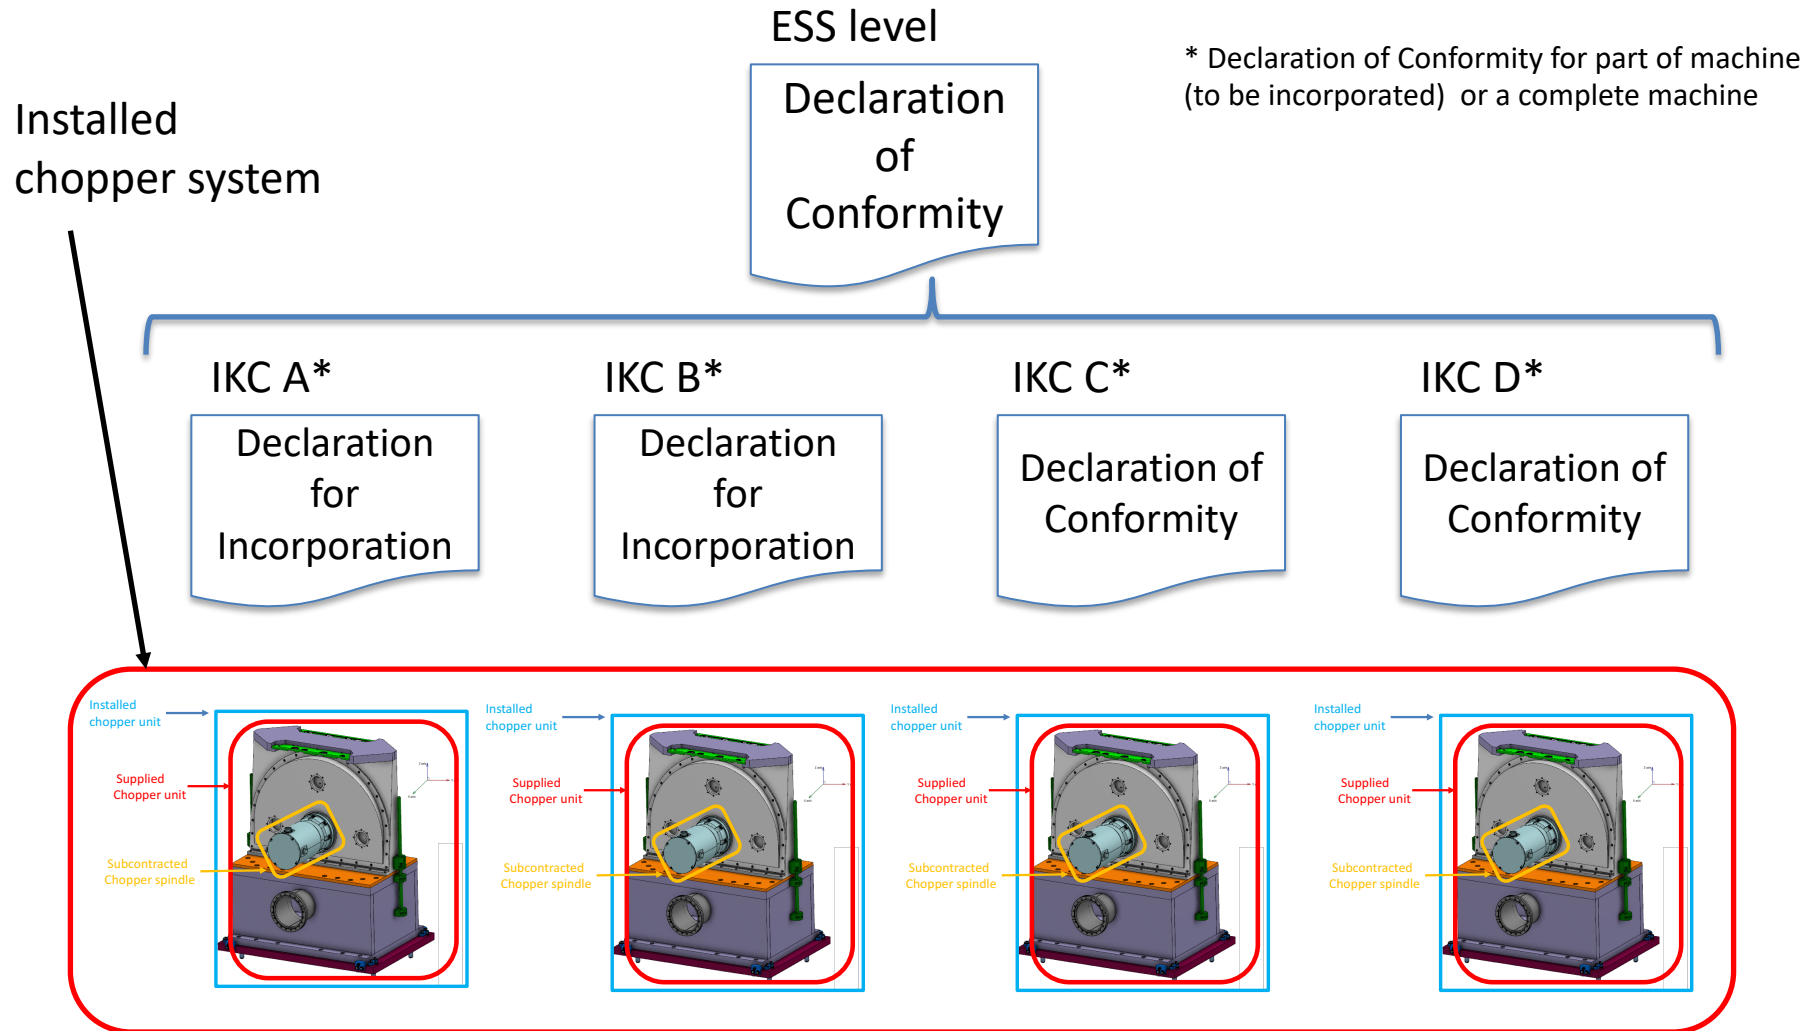 ESS level
Declaration
of
Conformity
* Declaration of Conformity for part of machine
(to be incorporated) or a complete machine
Installed
chopper system
IKC A*
Declaration
for
Incorporation
IKC B*
Declaration
for
Incorporation
IKC C*
Declaration of
Conformity
IKC D*
Declaration of
Conformity
Installed
chopper unit
Supplied
Chopper unit
Subcontracted
Chopper spindle
Installed
chopper unit
Supplied
Chopper unit
Subcontracted
Chopper spindle
Installed
chopper unit
Supplied
Chopper unit
Subcontracted
Chopper spindle
Installed
chopper unit
Supplied
Chopper unit
Subcontracted
Chopper spindle